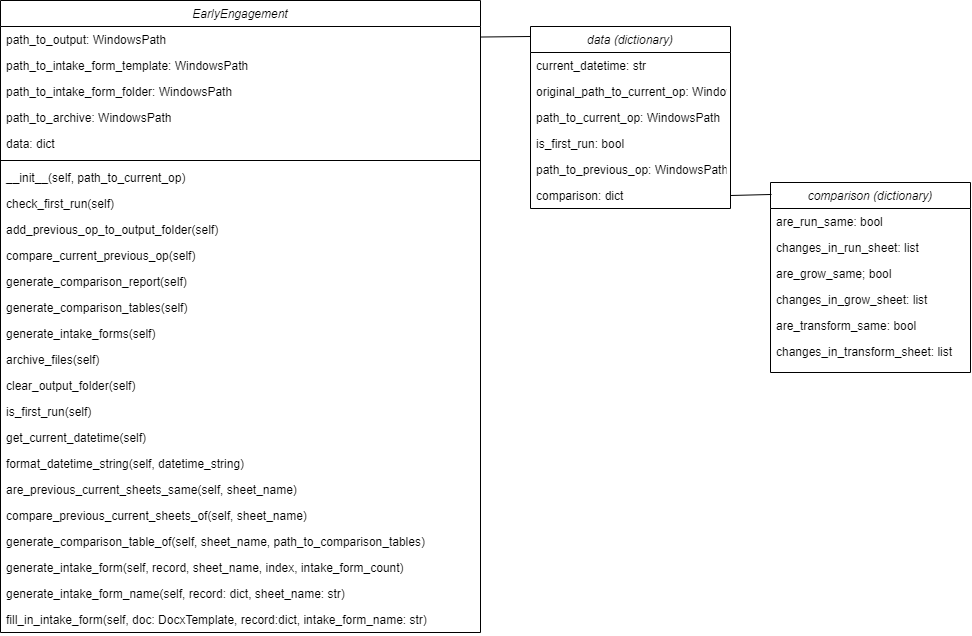 EarlyEngagement
path_to_output: WindowsPath
path_to_intake_form_template: WindowsPath
path_to_intake_form_folder: WindowsPath
path_to_archive: WindowsPath
data: dict
__init__(self, path_to_current_op)
check_first_run(self)
add_previous_op_to_output_folder(self)
compare_current_previous_op(self)
generate_comparison_report(self)
generate_comparison_tables(self)
generate_intake_forms(self)
archive_files(self)
clear_output_folder(self)
is_first_run(self)
get_current_datetime(self)
format_datetime_string(self, datetime_string)
are_previous_current_sheets_same(self, sheet_name)
compare_previous_current_sheets_of(self, sheet_name)
generate_comparison_table_of(self, sheet_name, path_to_comparison_tables)
generate_intake_form(self, record, sheet_name, index, intake_form_count)
generate_intake_form_name(self, record: dict, sheet_name: str)
fill_in_intake_form(self, doc: DocxTemplate, record:dict, intake_form_name: str)
data (dictionary)
current_datetime: str
original_path_to_current_op: Windo
path_to_current_op: WindowsPath
is_first_run: bool
path_to_previous_op: WindowsPath
comparison: dict
comparison (dictionary)
are_run_same: bool
changes_in_run_sheet: list
are_grow_same; bool
changes_in_grow_sheet: list
are_transform_same: bool
changes_in_transform_sheet: list